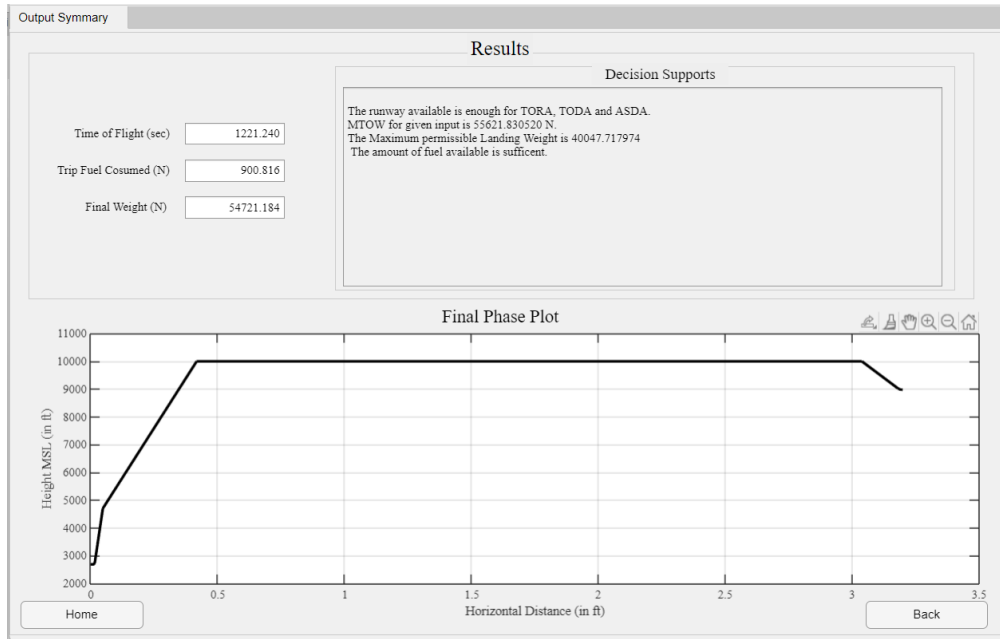 Output Symmary
Results
Decision Supports
The runway available is enough for TORA, TODA and ASDA.
MTOW for given input is 55621.830520 N.
The Maximum permissible Landing Weight is 40047.717974
The amount of fuel available is sufficent.
Time of Flight (sec) 1221.240
Trip Fuel Cosumed (N) 900.816
Final Weight (N) 54721.184
Final Phase Plot
11000
10000
9000
8000
7000
6000
5000
4000
3000
2000
Height MSL (in ft)
0 0.5 1 1.5 2 2.5 3 3.5
Horizontal Distance (in ft)
Home
Back